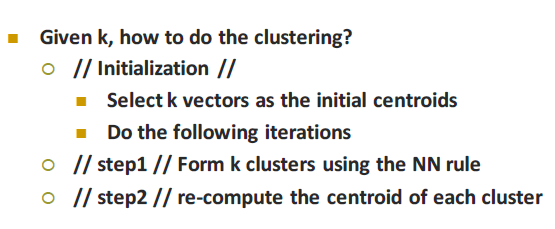 Given k, how to do the clustering?
// Initialization //
Select k vectors as the initial centroids
Do the following iterations
// step1 // Form k clusters using the NN rule
// step2 // re-compute the centroid of each cluster